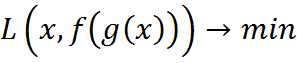 L(x, f(g(x))) → min